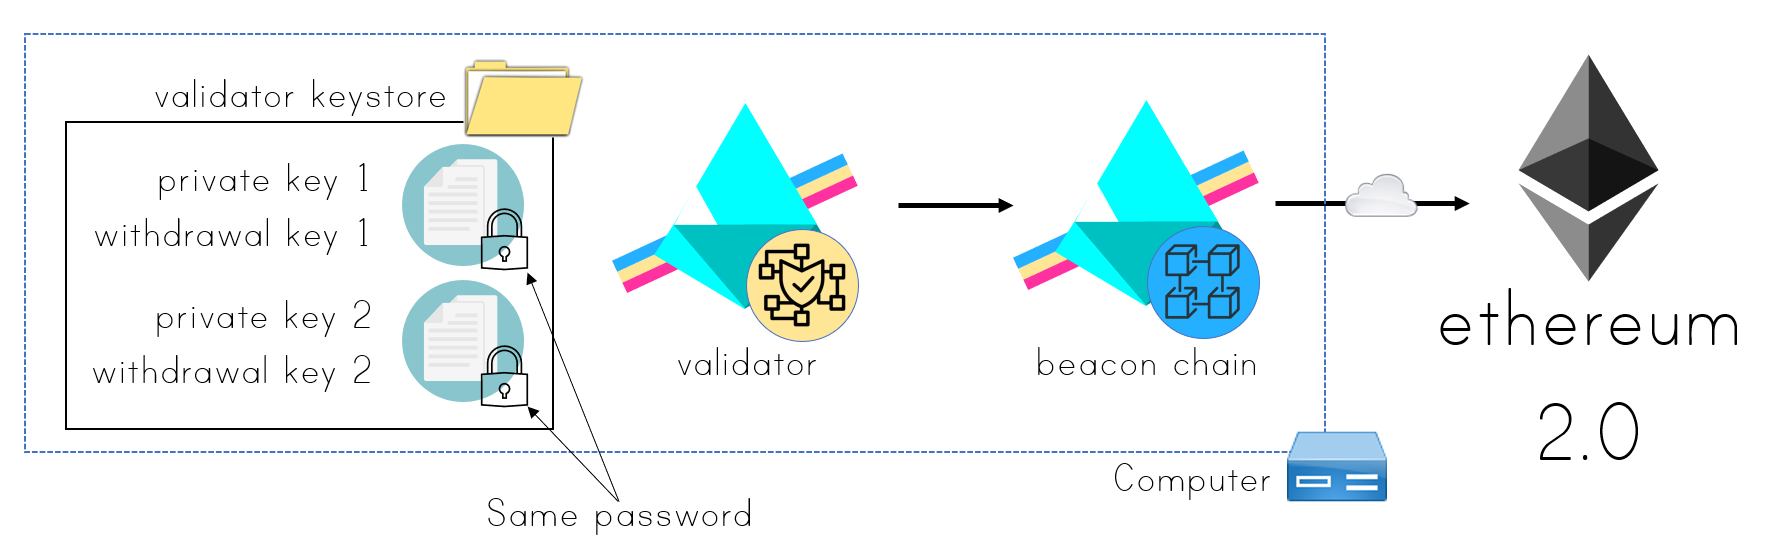 validator keystore
private key 1
withdrawal key 1
private key 2
withdrawal key 2
Same password
validator
beacon chain
Computer
ethereum
2.0